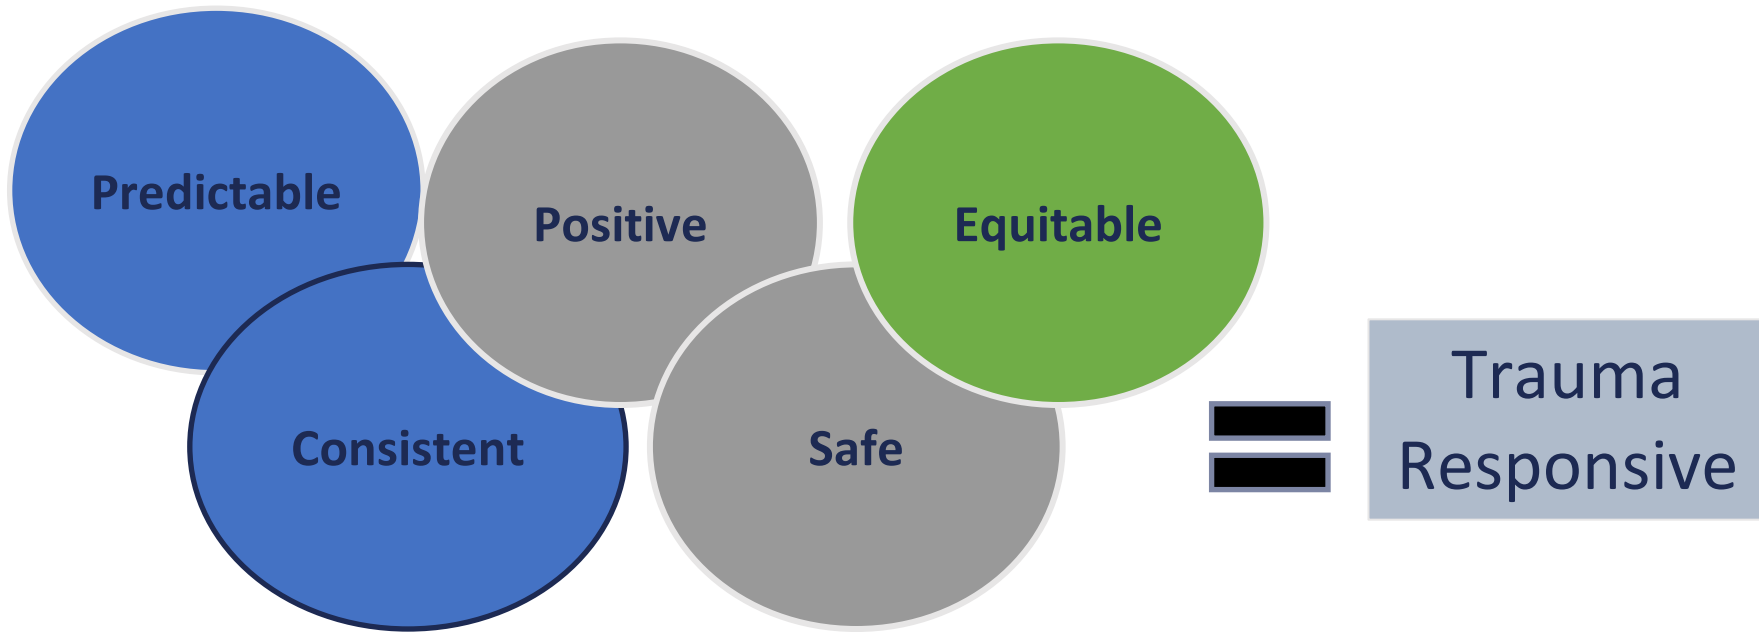 Predictable
Positive
Equitable
Consistent
Safe
Trauma
Responsive